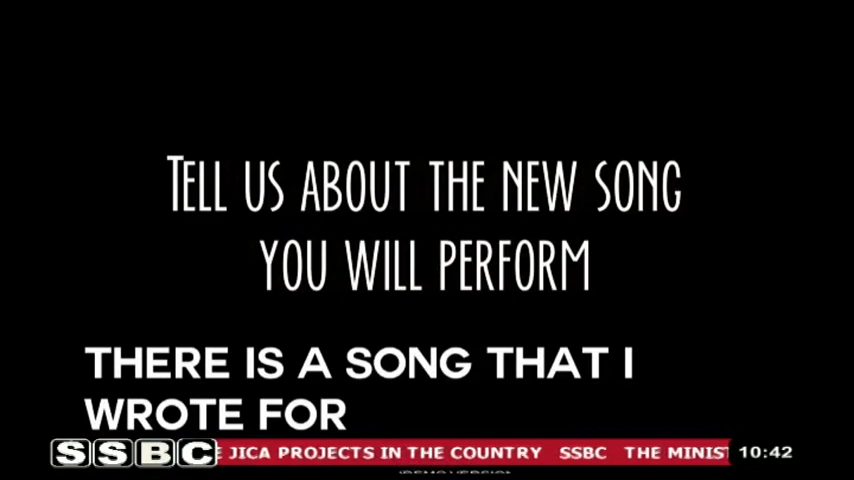 TELL US ABOUT THE NEW SONG
YOU WILL PERFORM
THERE IS A SONG THAT I
WROTE FOR
SSBC JICA PROJECTS IN THE COUNTRY SSBC THE 10:42